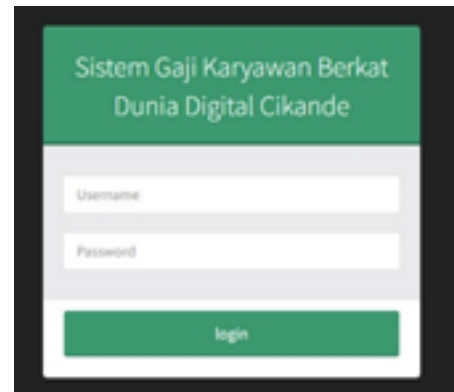 Sistem Gaji Karyawan Berkat
Dunia Digital Cikande
Username
Password
login